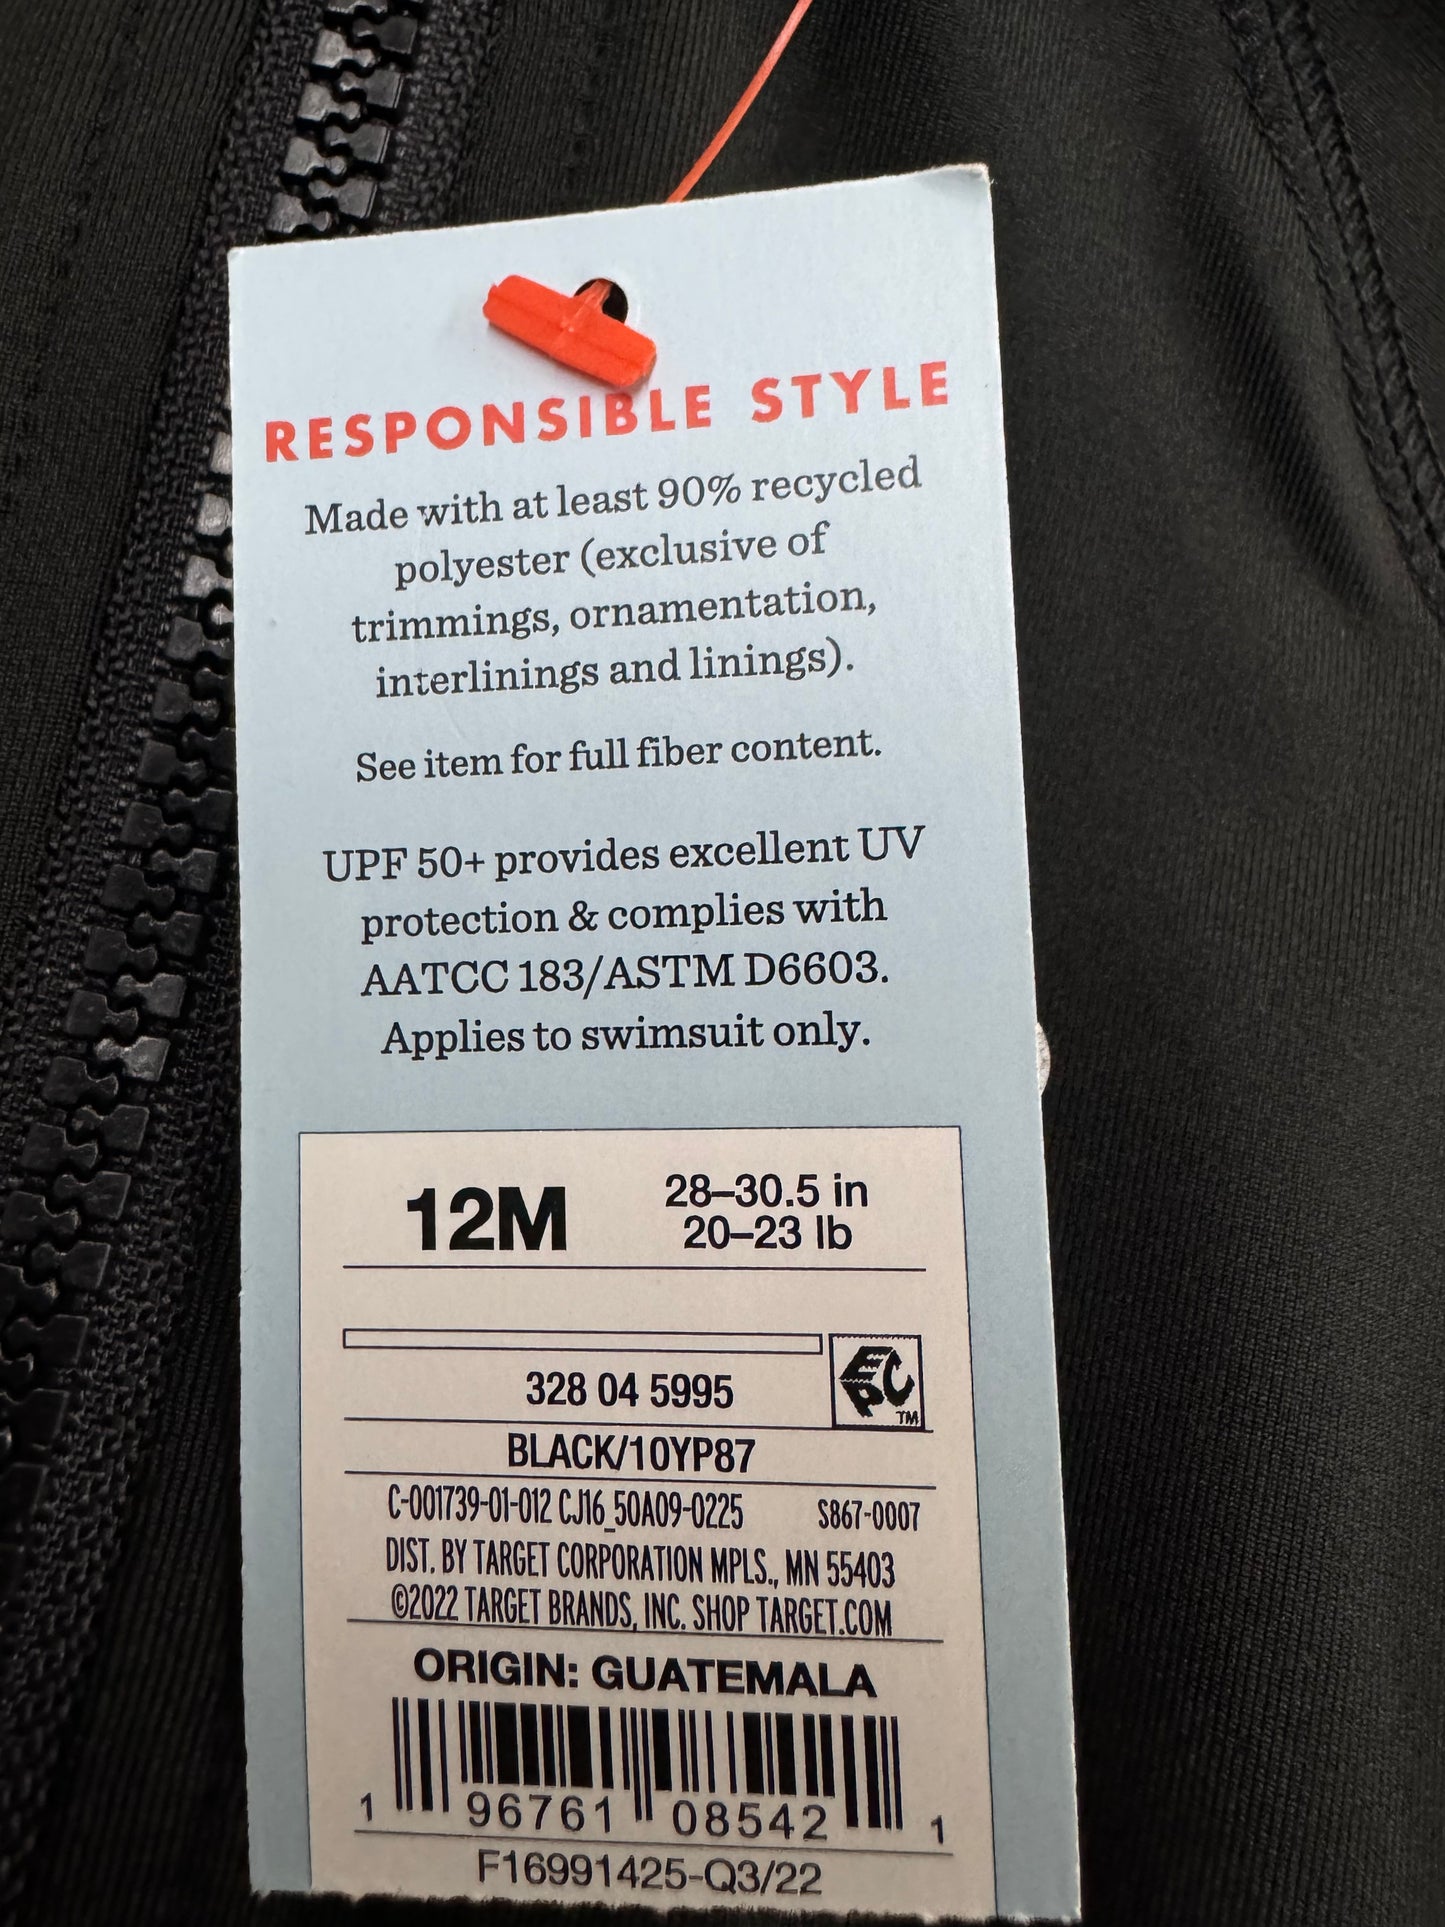 RESPONSIBLE STYLE
Made with at least 90% recycled
polyester (exclusive of
trimmings, ornamentation,
interlinings and linings).
See item for full fiber content.
UPF 50+ provides excellent UV
protection & complies with
AATCC 183/ASTM D6603.
Applies to swimsuit only.
12M
28–30.5 in
20–23 lb
EPC
TM
328 04 5995
BLACK/10YP87
C-001739-01-012 CJ16_50A09-0225 S867-0007
DIST. BY TARGET CORPORATION MPLS., MN 55403
©2022 TARGET BRANDS, INC. SHOP TARGET.COM
ORIGIN: GUATEMALA
1 96761 08542 1
F16991425-Q3/22